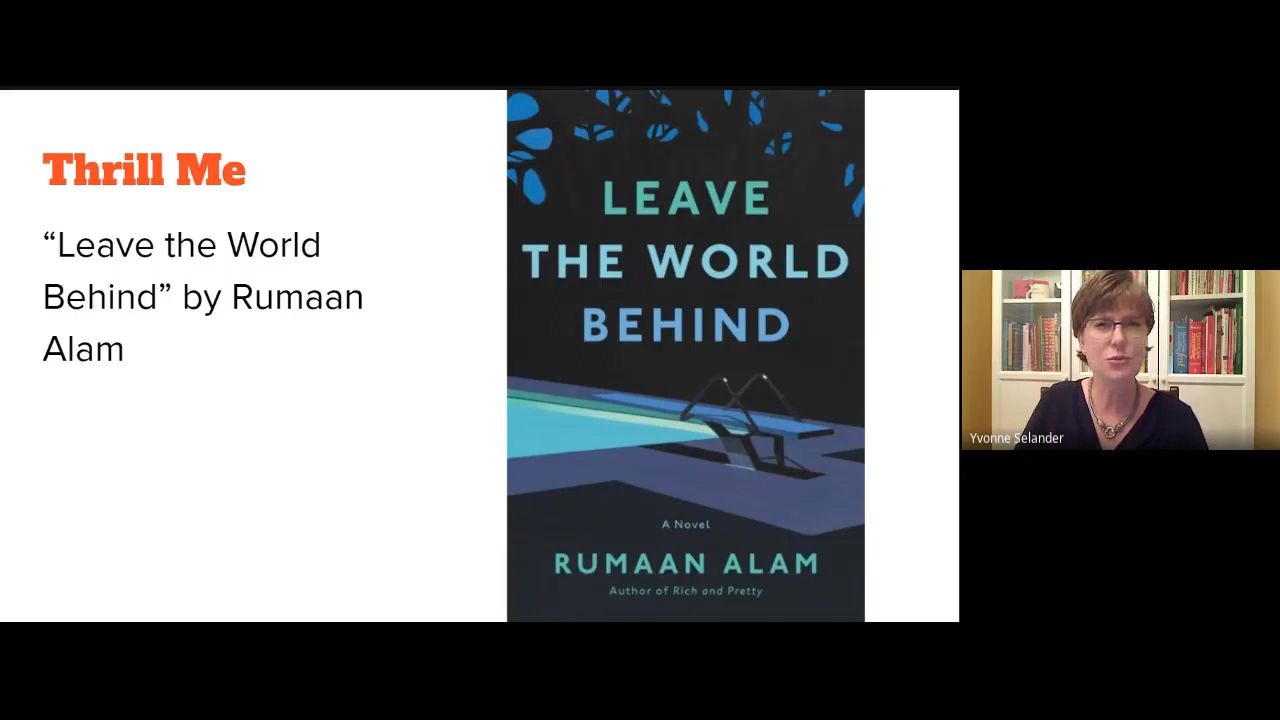 Thrill Me
“Leave the World
Behind” by Rumaan
Alam
LEAVE
THE WORLD
BEHIND
A Novel
RUMAAN ALAM
Author of Rich and Pretty
Yvonne Selander